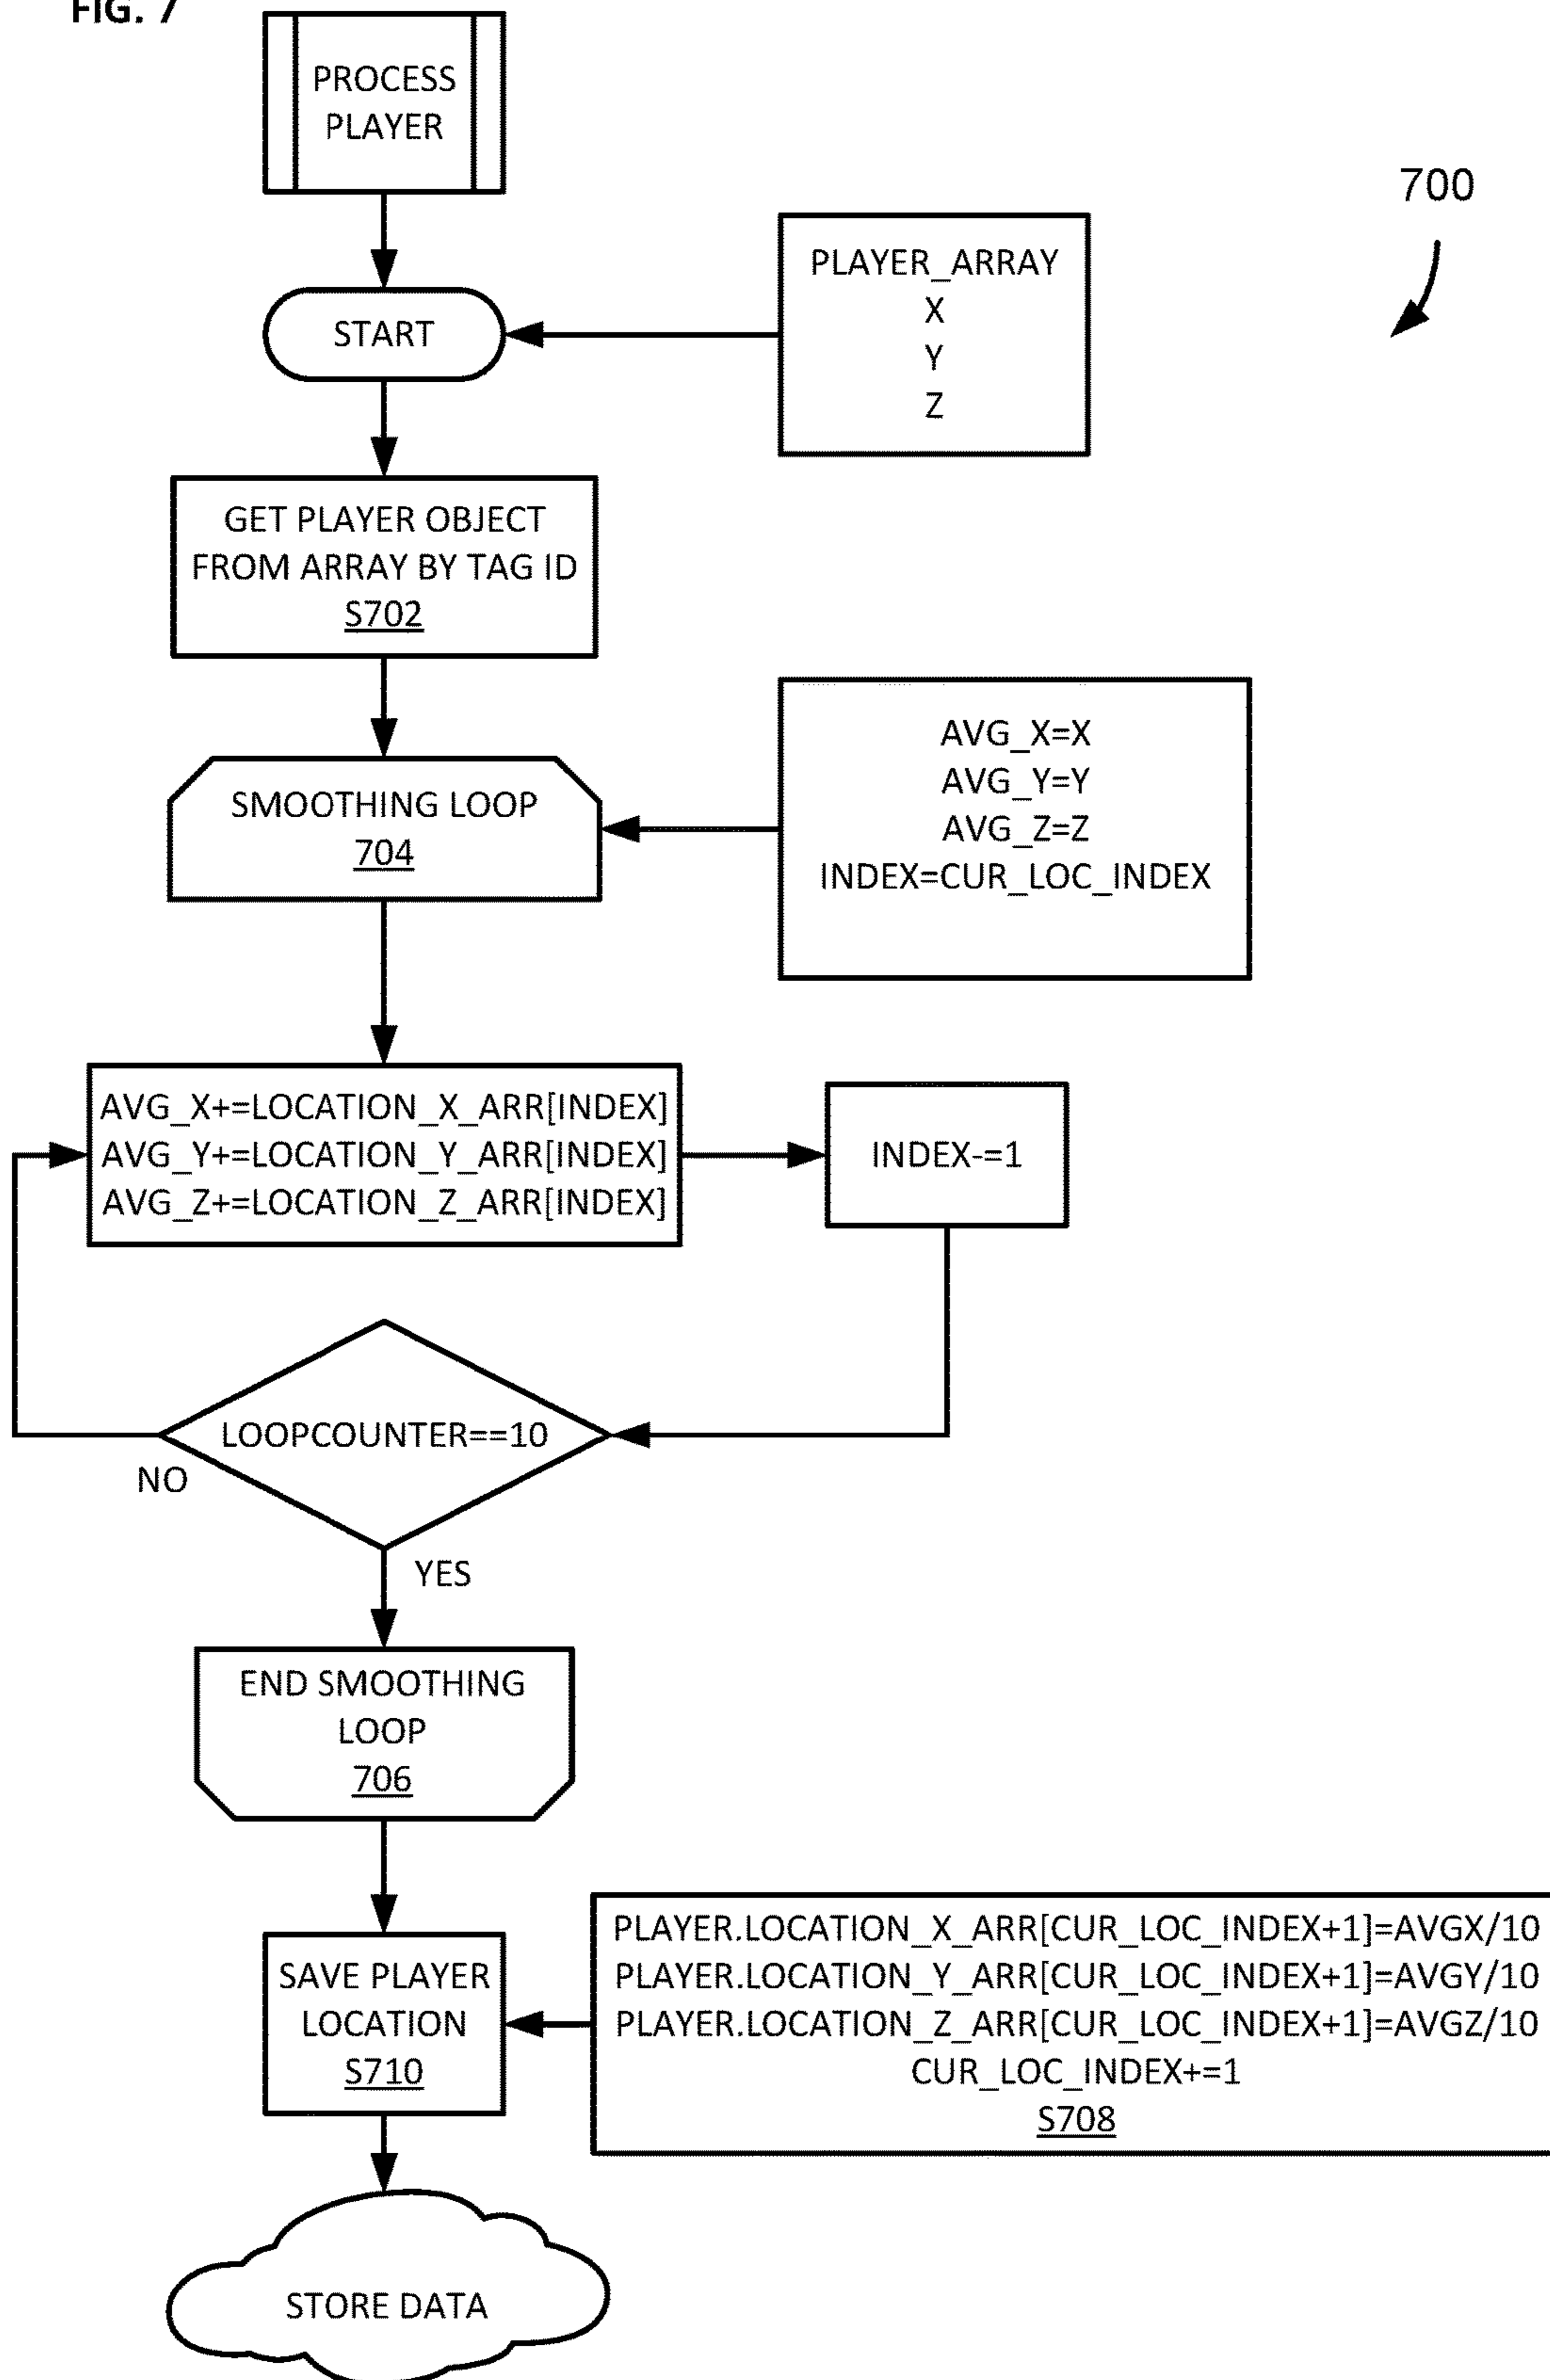 FIG. 7
PROCESS
PLAYER
700
PLAYER_ARRAY
X
Y
Z
START
GET PLAYER OBJECT
FROM ARRAY BY TAG ID
S702
AVG_X=X
AVG_Y=Y
AVG_Z=Z
INDEX=CUR_LOC_INDEX
SMOOTHING LOOP
704
AVG_X+=LOCATION_X_ARR[INDEX]
AVG_Y+=LOCATION_Y_ARR[INDEX]
AVG_Z+=LOCATION_Z_ARR[INDEX]
INDEX-=1
LOOPCOUNTER==10
NO
YES
END SMOOTHING
LOOP
706
PLAYER.LOCATION_X_ARR[CUR_LOC_INDEX+1]=AVGX/10
PLAYER.LOCATION_Y_ARR[CUR_LOC_INDEX+1]=AVGY/10
PLAYER.LOCATION_Z_ARR[CUR_LOC_INDEX+1]=AVGZ/10
CUR_LOC_INDEX+=1
S708
SAVE PLAYER
LOCATION
S710
STORE DATA